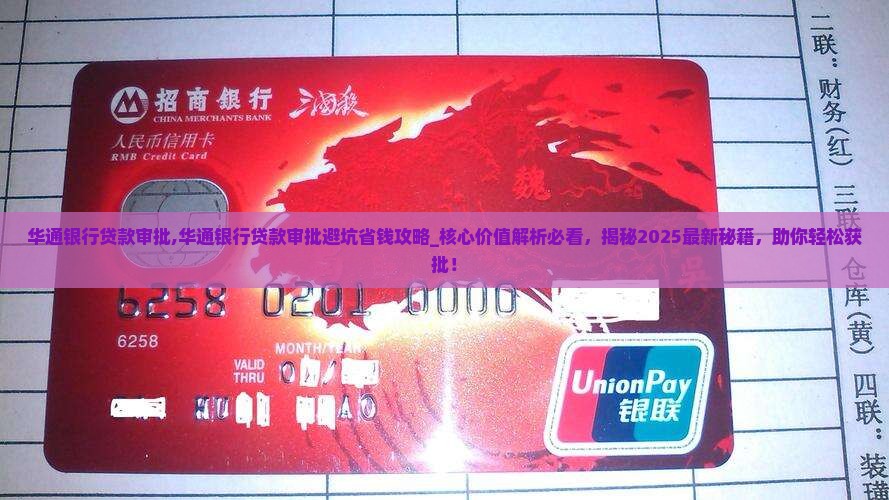 招商银行
CHINA MERCHANTS BANK
三国杀
人民币信用卡
RMB Credit Card
魏
华通银行贷款审批,华通银行贷款审批避坑省钱攻略_核心价值解析必看，揭秘2025最新秘籍，助你轻松获
批！
6258 0201 0000
6258
MONTH/YEAR
VALID
THRU
UnionPay
银联
二联：财务(红)
三联：仓库(黄)
四联：装璜